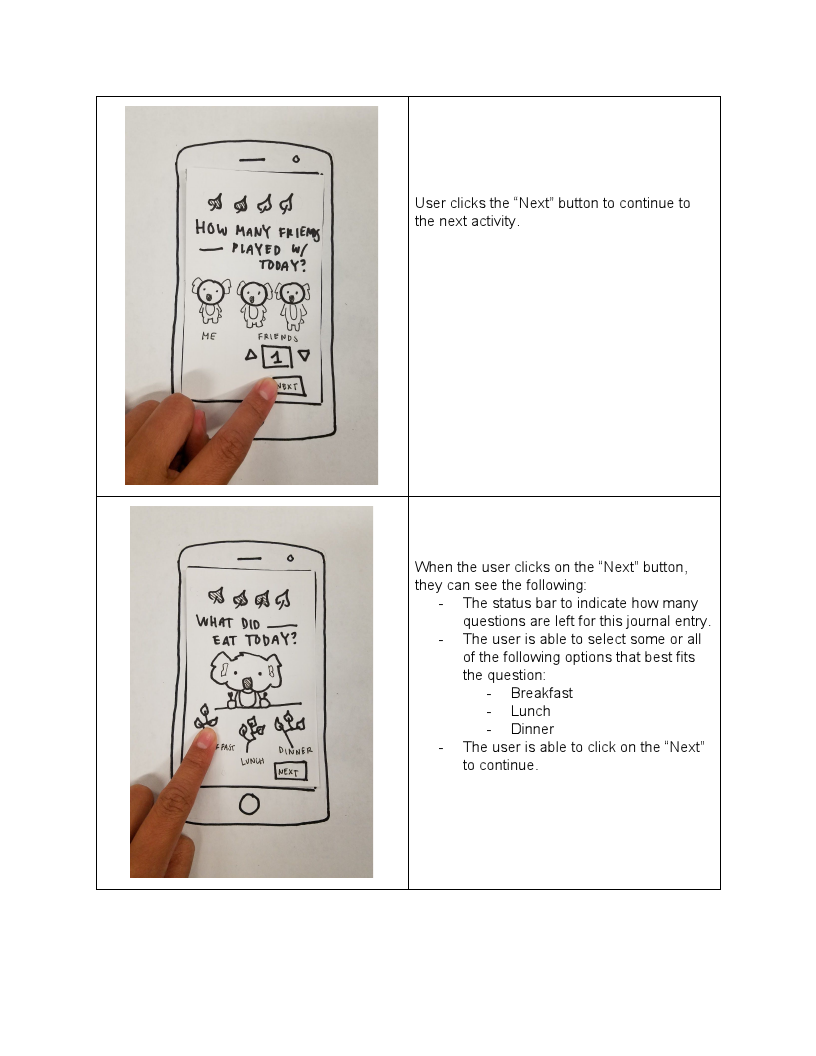 HOW MANY FRIENDS
___ PLAYED W/
TODAY?
ME FRIENDS
1
NEXT
User clicks the “Next” button to continue to
the next activity.
WHAT DID ____
EAT TODAY?
FAST
LUNCH
DINNER
NEXT
When the user clicks on the “Next” button,
they can see the following:
- The status bar to indicate how many
questions are left for this journal entry.
- The user is able to select some or all
of the following options that best fits
the question:
- Breakfast
- Lunch
- Dinner
- The user is able to click on the “Next”
to continue.